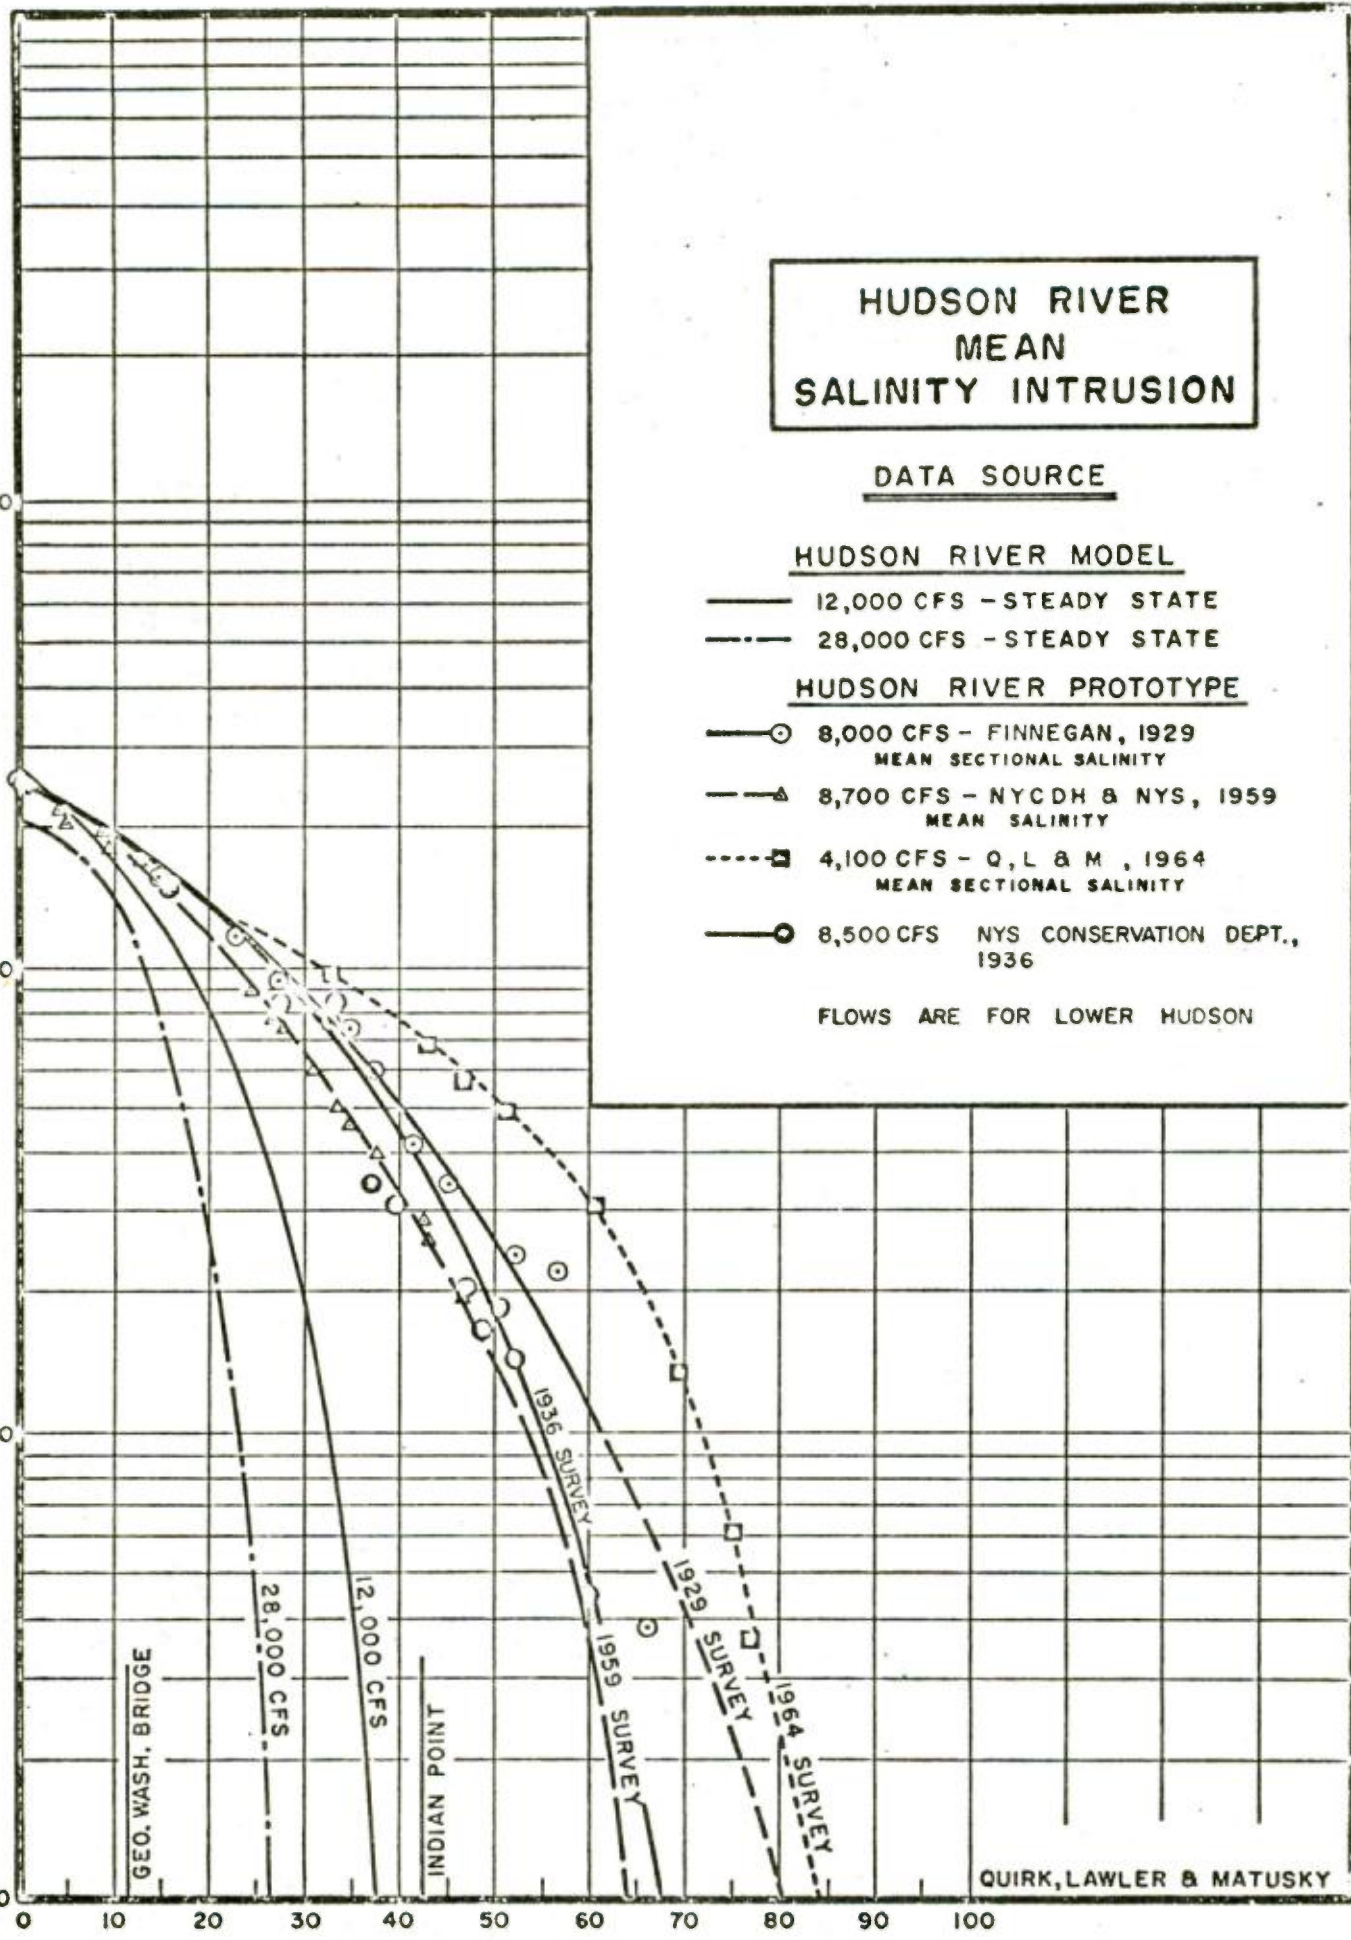 HUDSON RIVER
MEAN
SALINITY INTRUSION
DATA SOURCE
HUDSON RIVER MODEL
12,000 CFS - STEADY STATE
28,000 CFS - STEADY STATE
HUDSON RIVER PROTOTYPE
8,000 CFS - FINNEGAN, 1929
MEAN SECTIONAL SALINITY
8,700 CFS - NYCDH & NYS, 1959
MEAN SALINITY
4,100 CFS - Q, L & M , 1964
MEAN SECTIONAL SALINITY
8,500 CFS NYS CONSERVATION DEPT.,
1936
FLOWS ARE FOR LOWER HUDSON
0
0
0
0
GEO. WASH. BRIDGE
28,000 CFS
12,000 CFS
INDIAN POINT
1936 SURVEY
1959 SURVEY
1929 SURVEY
1964 SURVEY
QUIRK, LAWLER & MATUSKY
0 10 20 30 40 50 60 70 80 90 100